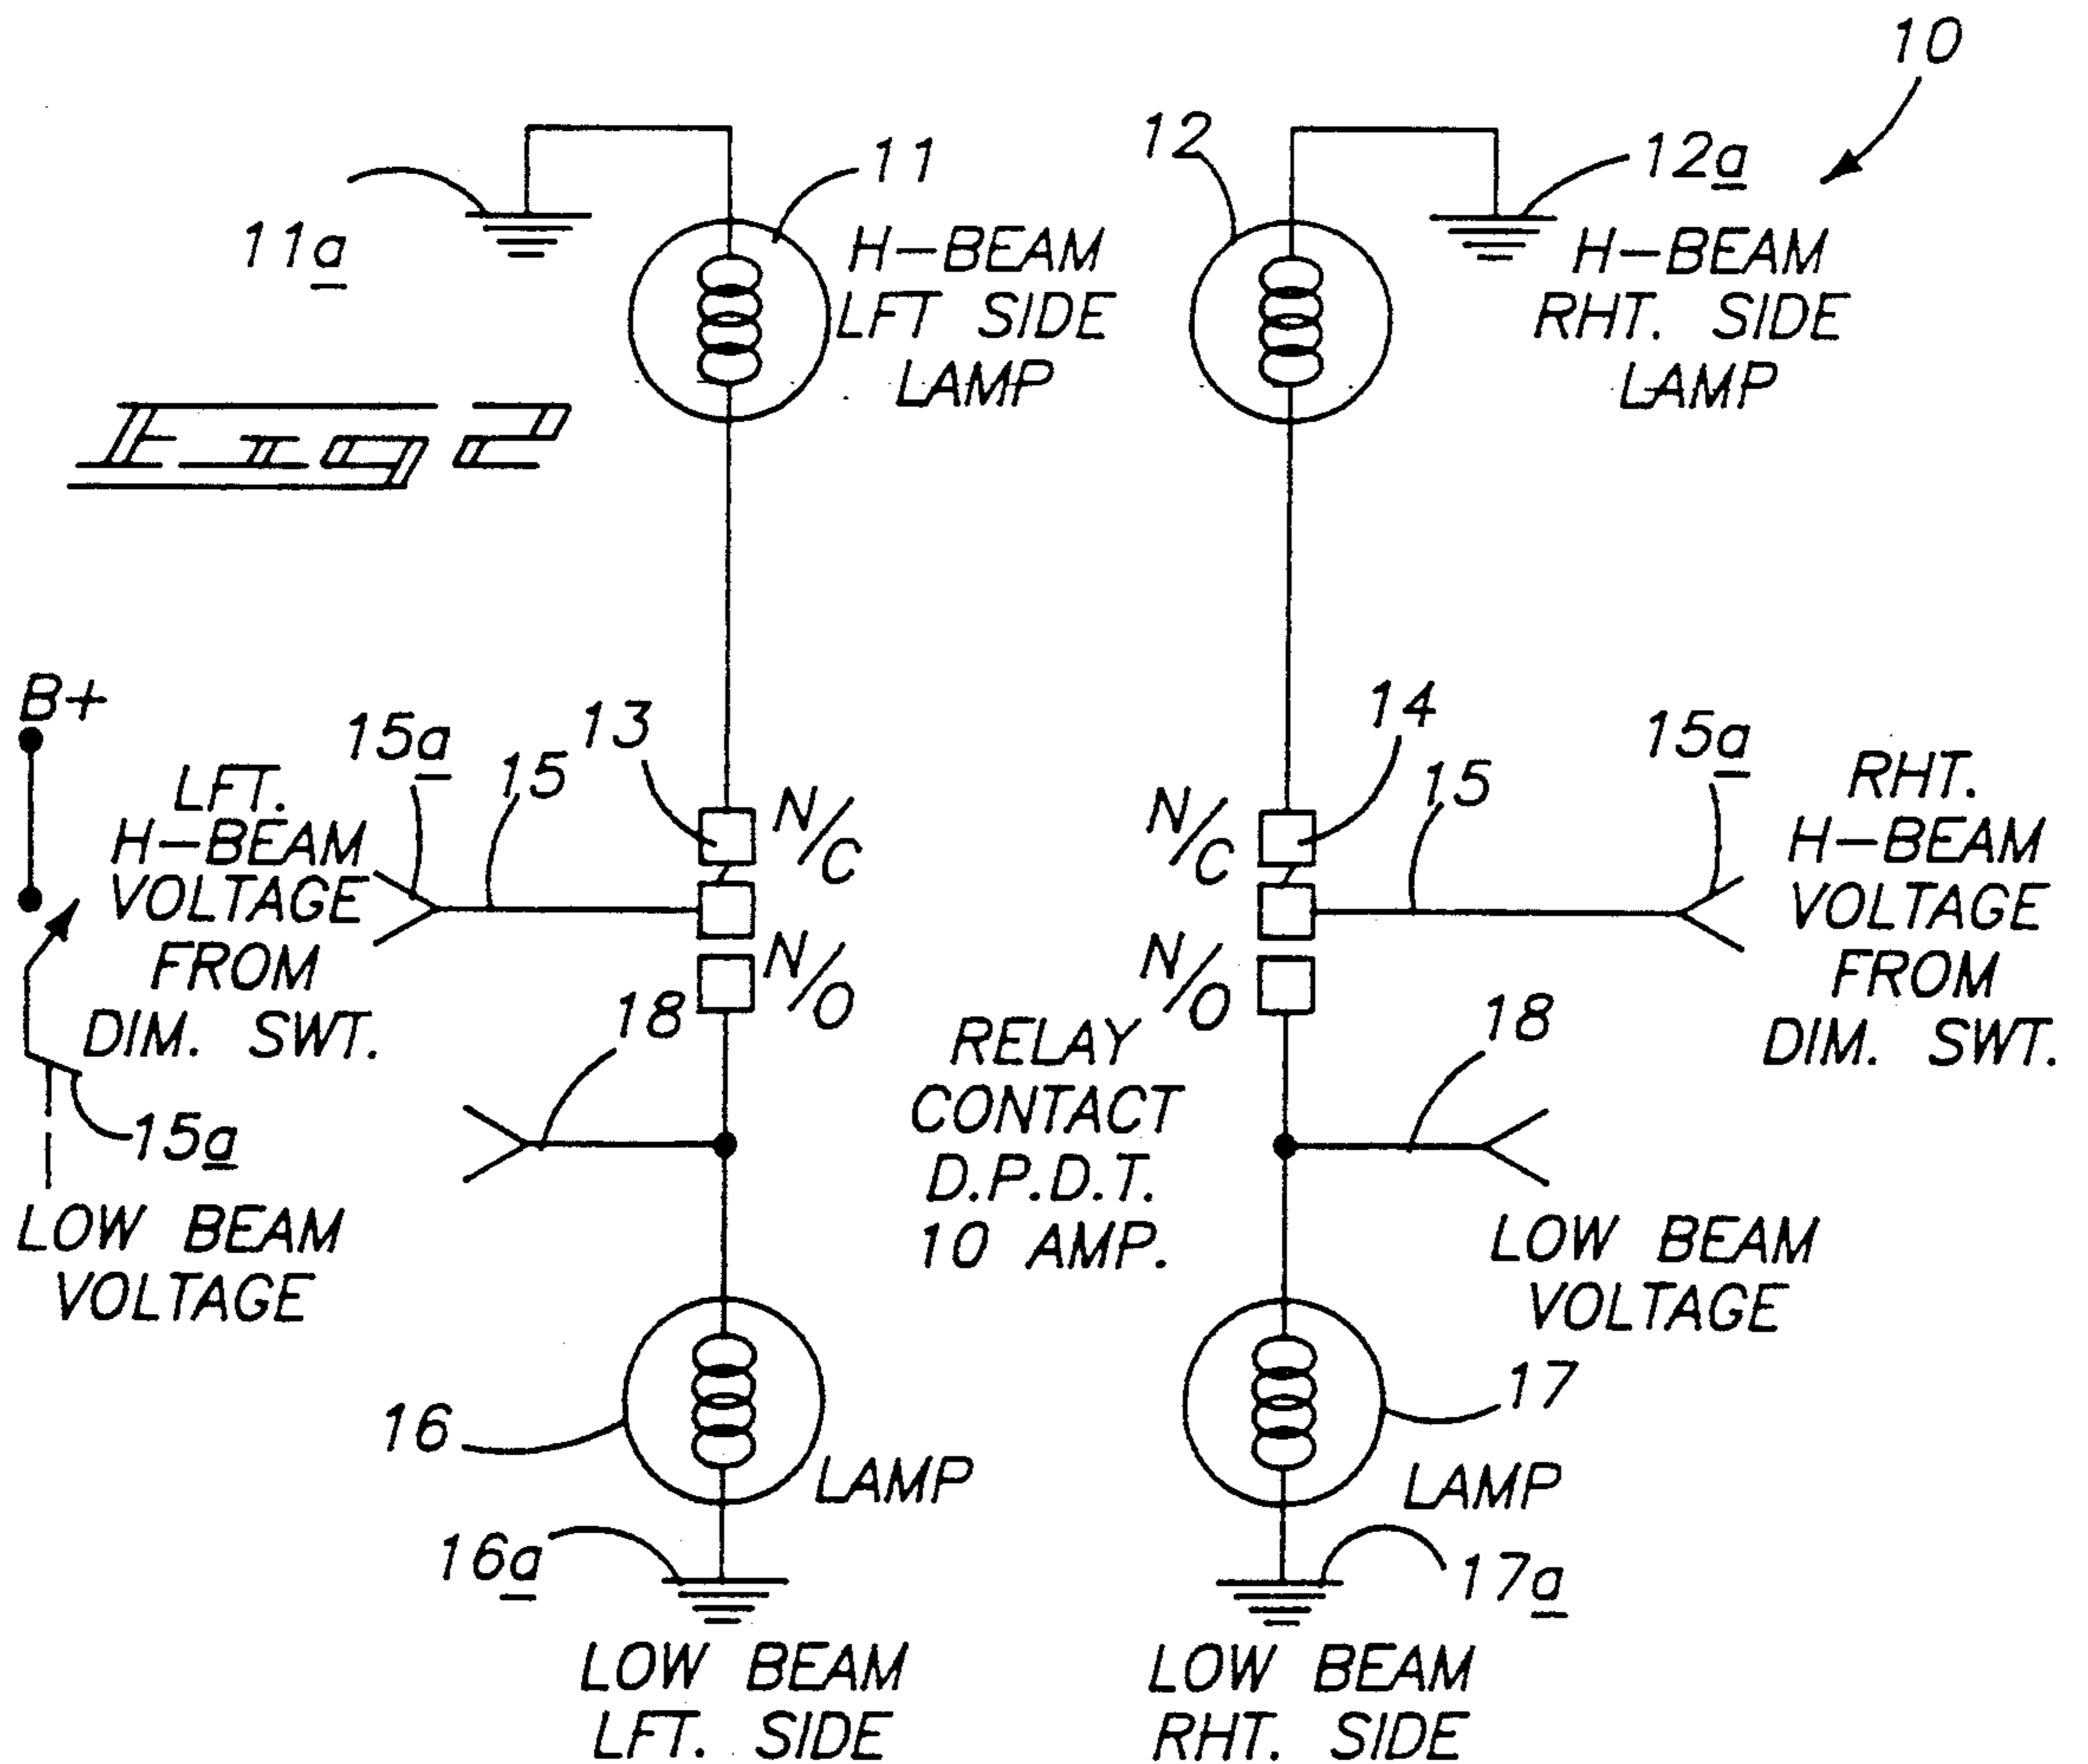 10
11
11a
H-BEAM
LFT SIDE
LAMP
12
12a
H-BEAM
RHT. SIDE
LAMP
Fig 2
B+
LFT.
H-BEAM
VOLTAGE
FROM
DIM. SWT.
15a
15
13
N/C
N/O
18
15a
LOW BEAM
VOLTAGE
RELAY
CONTACT
D.P.D.T.
10 AMP.
14
N/C
N/O
15
15a
RHT.
H-BEAM
VOLTAGE
FROM
DIM. SWT.
18
LOW BEAM
VOLTAGE
16
LAMP
16a
LOW BEAM
LFT. SIDE
17
LAMP
17a
LOW BEAM
RHT. SIDE